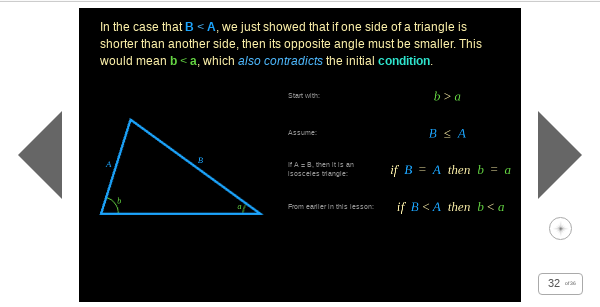 In the case that B < A, we just showed that if one side of a triangle is
shorter than another side, then its opposite angle must be smaller. This
would mean b < a, which also contradicts the initial condition.
Start with:
b > a
Assume:
B ≤ A
If A = B, then it is an
isosceles triangle:
if B = A then b = a
From earlier in this lesson:
if B < A then b < a
A
B
b
a
32 of 36